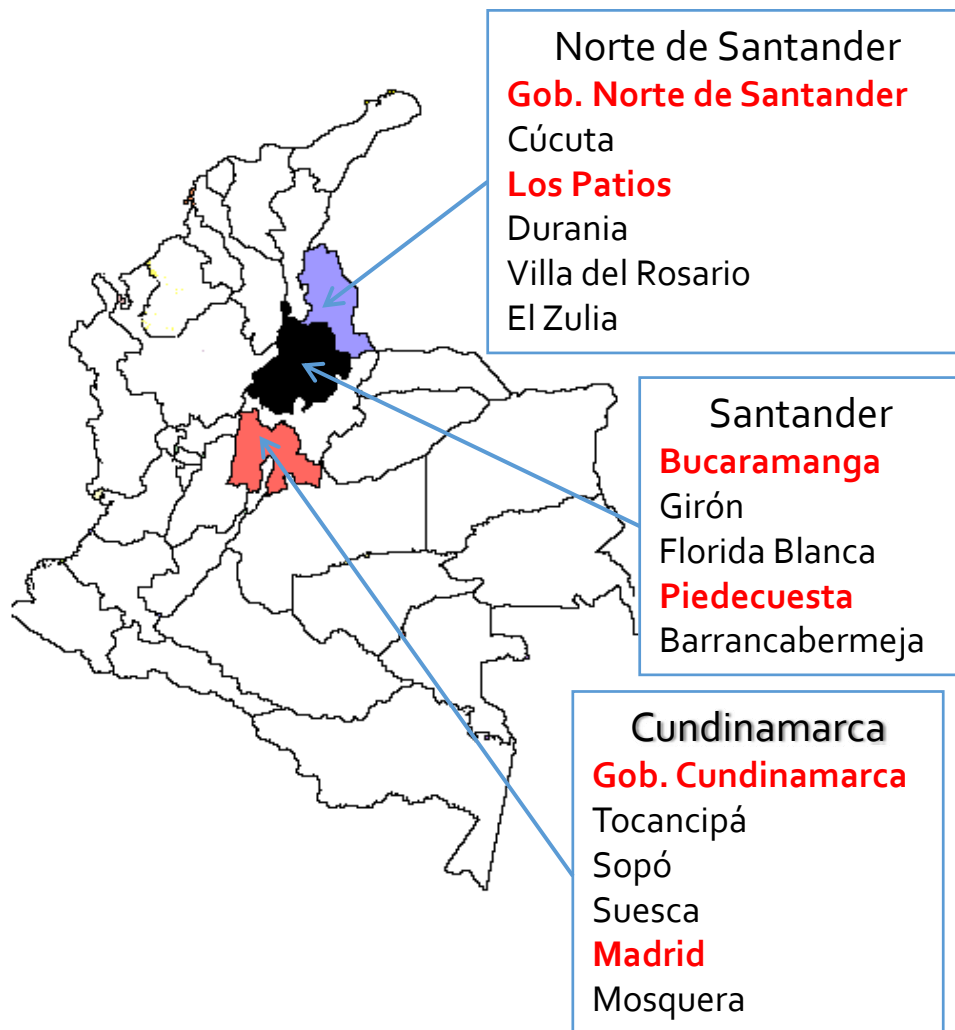 Norte de Santander
Gob. Norte de Santander
Cúcuta
Los Patios
Durania
Villa del Rosario
El Zulia
Santander
Bucaramanga
Girón
Florida Blanca
Piedecuesta
Barrancabermeja
Cundinamarca
Gob. Cundinamarca
Tocancipá
Sopó
Suesca
Madrid
Mosquera